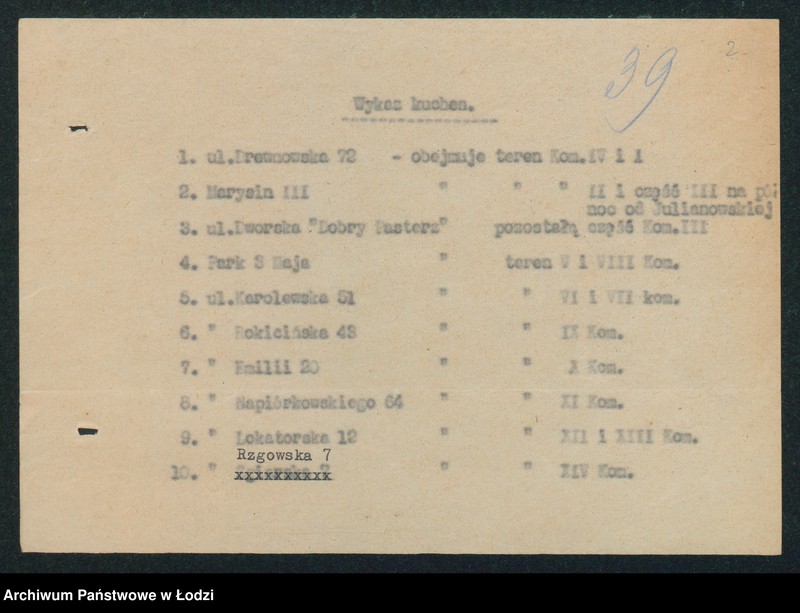 39
2.
Wykaz kuchen.
1. ul.Drewnowska 72 - obejmuje teren Kom.IV i I
2. Marysin III " " " II i część III na pół
noc od Julianowskiej
3. ul.Dworska "Dobry Pasterz" pozostałą część Kom.III
4. Park 3 Maja " teren V i VIII Kom.
5. ul.Karolewska 51 " " VI i VII kom.
6. " Rokicińska 43 " " IX Kom.
7. " Emilii 20 " " X Kom.
8. " Napiórkowskiego 64 " " XI Kom.
9. " Lokatorska 12 " " XII i XIII Kom.
Rzgowska 7
10. " xxxxxxxxxx " " XIV Kom.
Archiwum Państwowe w Łodzi